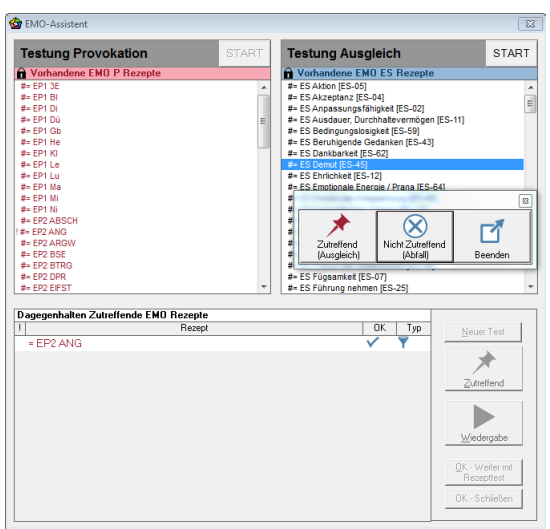 EMO-Assistent
Testung Provokation
START
Vorhandene EMO P Rezepte
#= EP1 3E
#= EP1 Bl
#= EP1 Di
#= EP1 Dü
#= EP1 Gb
#= EP1 He
#= EP1 KI
#= EP1 Le
#= EP1 Lu
#= EP1 Ma
#= EP1 Mi
#= EP1 Ni
#= EP2 ABSCH
!#= EP2 ANG
#= EP2 ARGW
#= EP2 BSE
#= EP2 BTRG
#= EP2 DPR
#= EP2 EIFST
Testung Ausgleich
START
Vorhandene EMO ES Rezepte
#= ES Aktion [ES-05]
#= ES Akzeptanz [ES-04]
#= ES Anpassungsfähigkeit [ES-02]
#= ES Ausdauer, Durchhaltevermögen [ES-11]
#= ES Bedingungslosigkeit [ES-59]
#= ES Beruhigende Gedanken [ES-43]
#= ES Dankbarkeit [ES-62]
#= ES Demut [ES-45]
#= ES Ehrlichkeit [ES-12]
#= ES Emotionale Energie / Prana [ES-64]
Zutreffend
(Ausgleich)
Nicht Zutreffend
(Abfall)
Beenden
#= ES Fügsamkeit [ES-07]
#= ES Führung nehmen [ES-25]
Dagegenhalten Zutreffende EMO Rezepte
! Rezept OK Typ
= EP2 ANG
Neuer Test
Zutreffend
Wiedergabe
OK - Weiter mit
Rezepttest
OK - Schließen